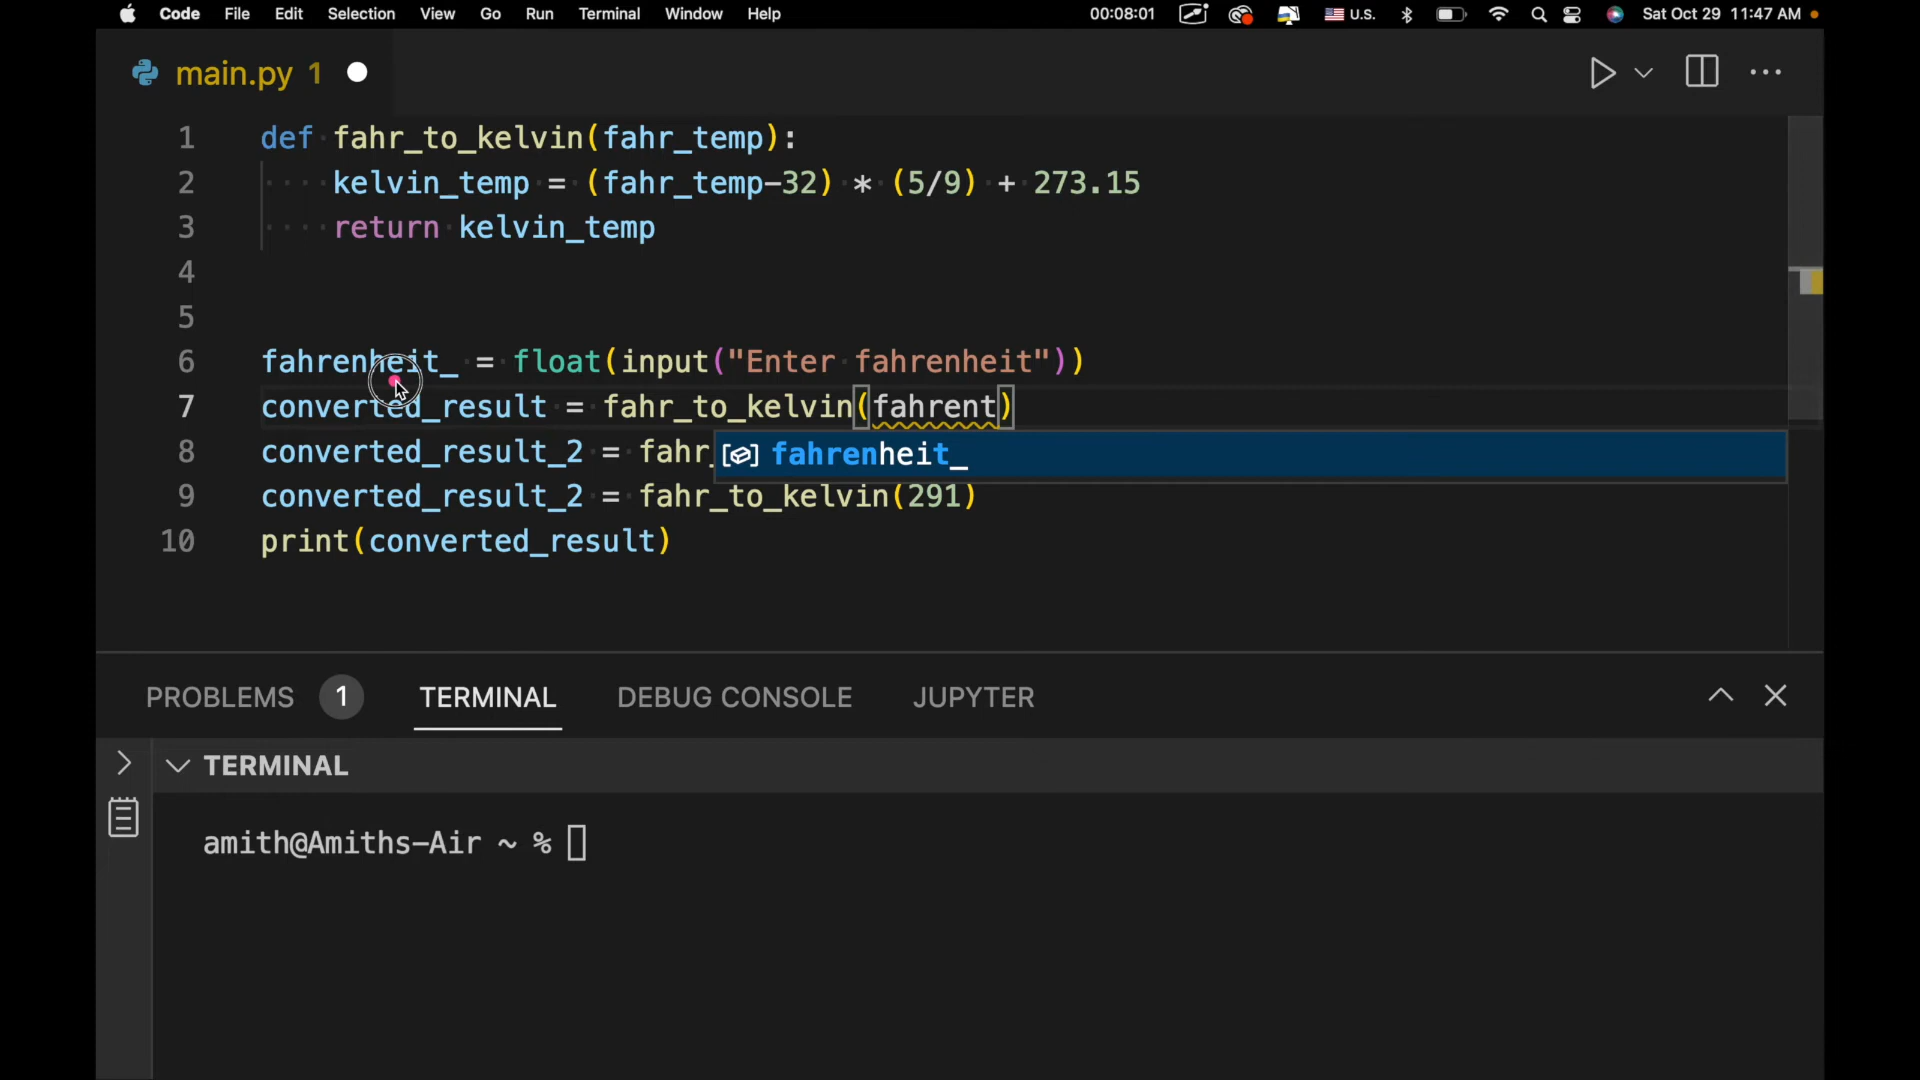 Code File Edit Selection View Go Run Terminal Window Help 00:08:01 U.S. Sat Oct 29 11:47 AM
main.py 1
1 def fahr_to_kelvin(fahr_temp):
2 kelvin_temp = (fahr_temp-32) * (5/9) + 273.15
3 return kelvin_temp
4
5
6 fahrenheit_ = float(input("Enter fahrenheit"))
7 converted_result = fahr_to_kelvin(fahrent)
8 converted_result_2 = fahr_ fahrenheit_
9 converted_result_2 = fahr_to_kelvin(291)
10 print(converted_result)
PROBLEMS 1 TERMINAL DEBUG CONSOLE JUPYTER
TERMINAL
amith@Amiths-Air ~ %